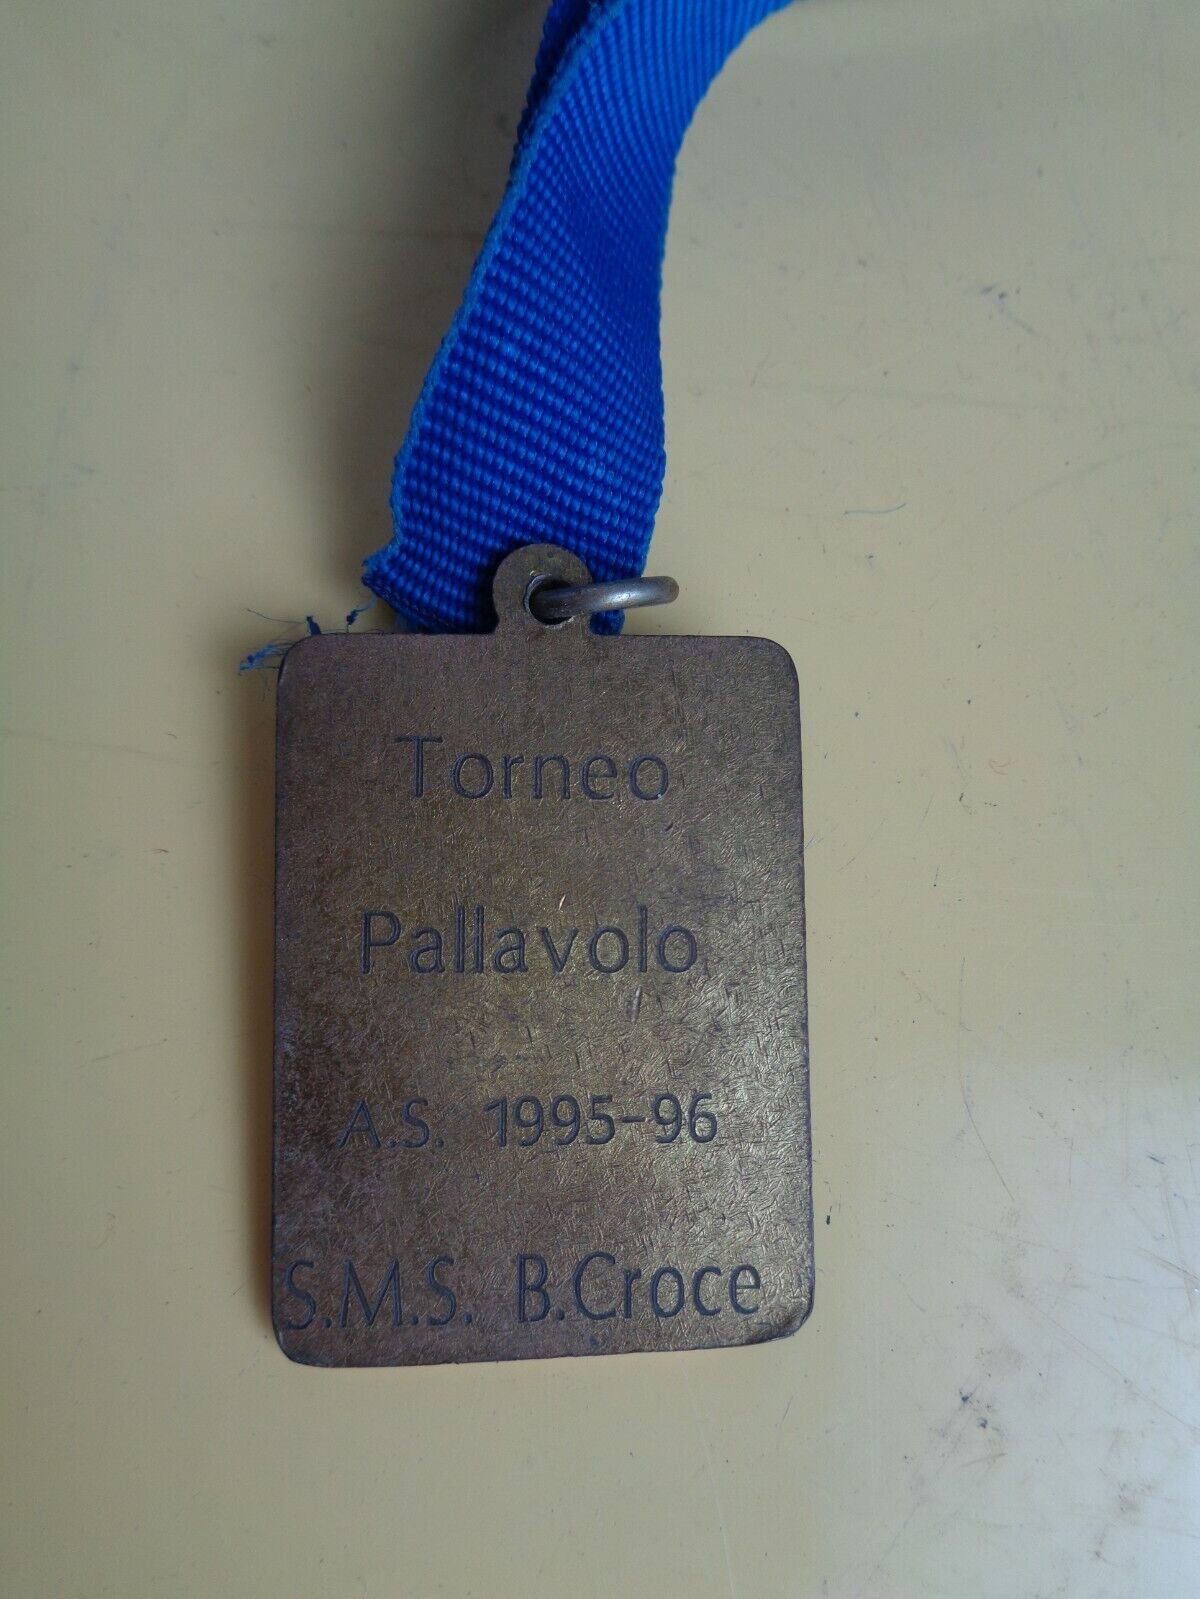 Torneo
Pallavolo
A.S. 1995-96
S.M.S. B.Croce